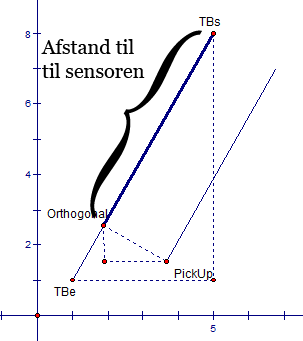 TBs
8
Afstand til
til sensoren
6
4
Orthogonal
2
PickUp
TBe
5